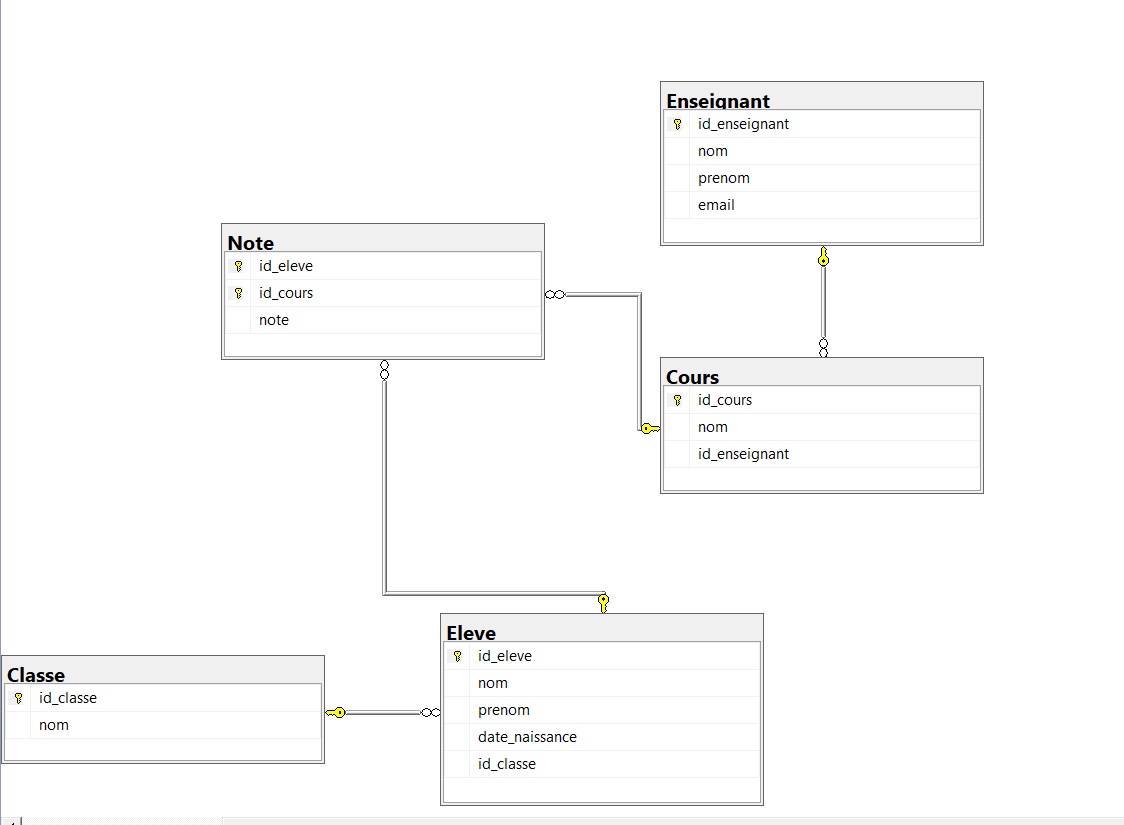 Enseignant
id_enseignant
nom
prenom
email
Note
id_eleve
id_cours
note
Cours
id_cours
nom
id_enseignant
Eleve
id_eleve
nom
prenom
date_naissance
id_classe
Classe
id_classe
nom